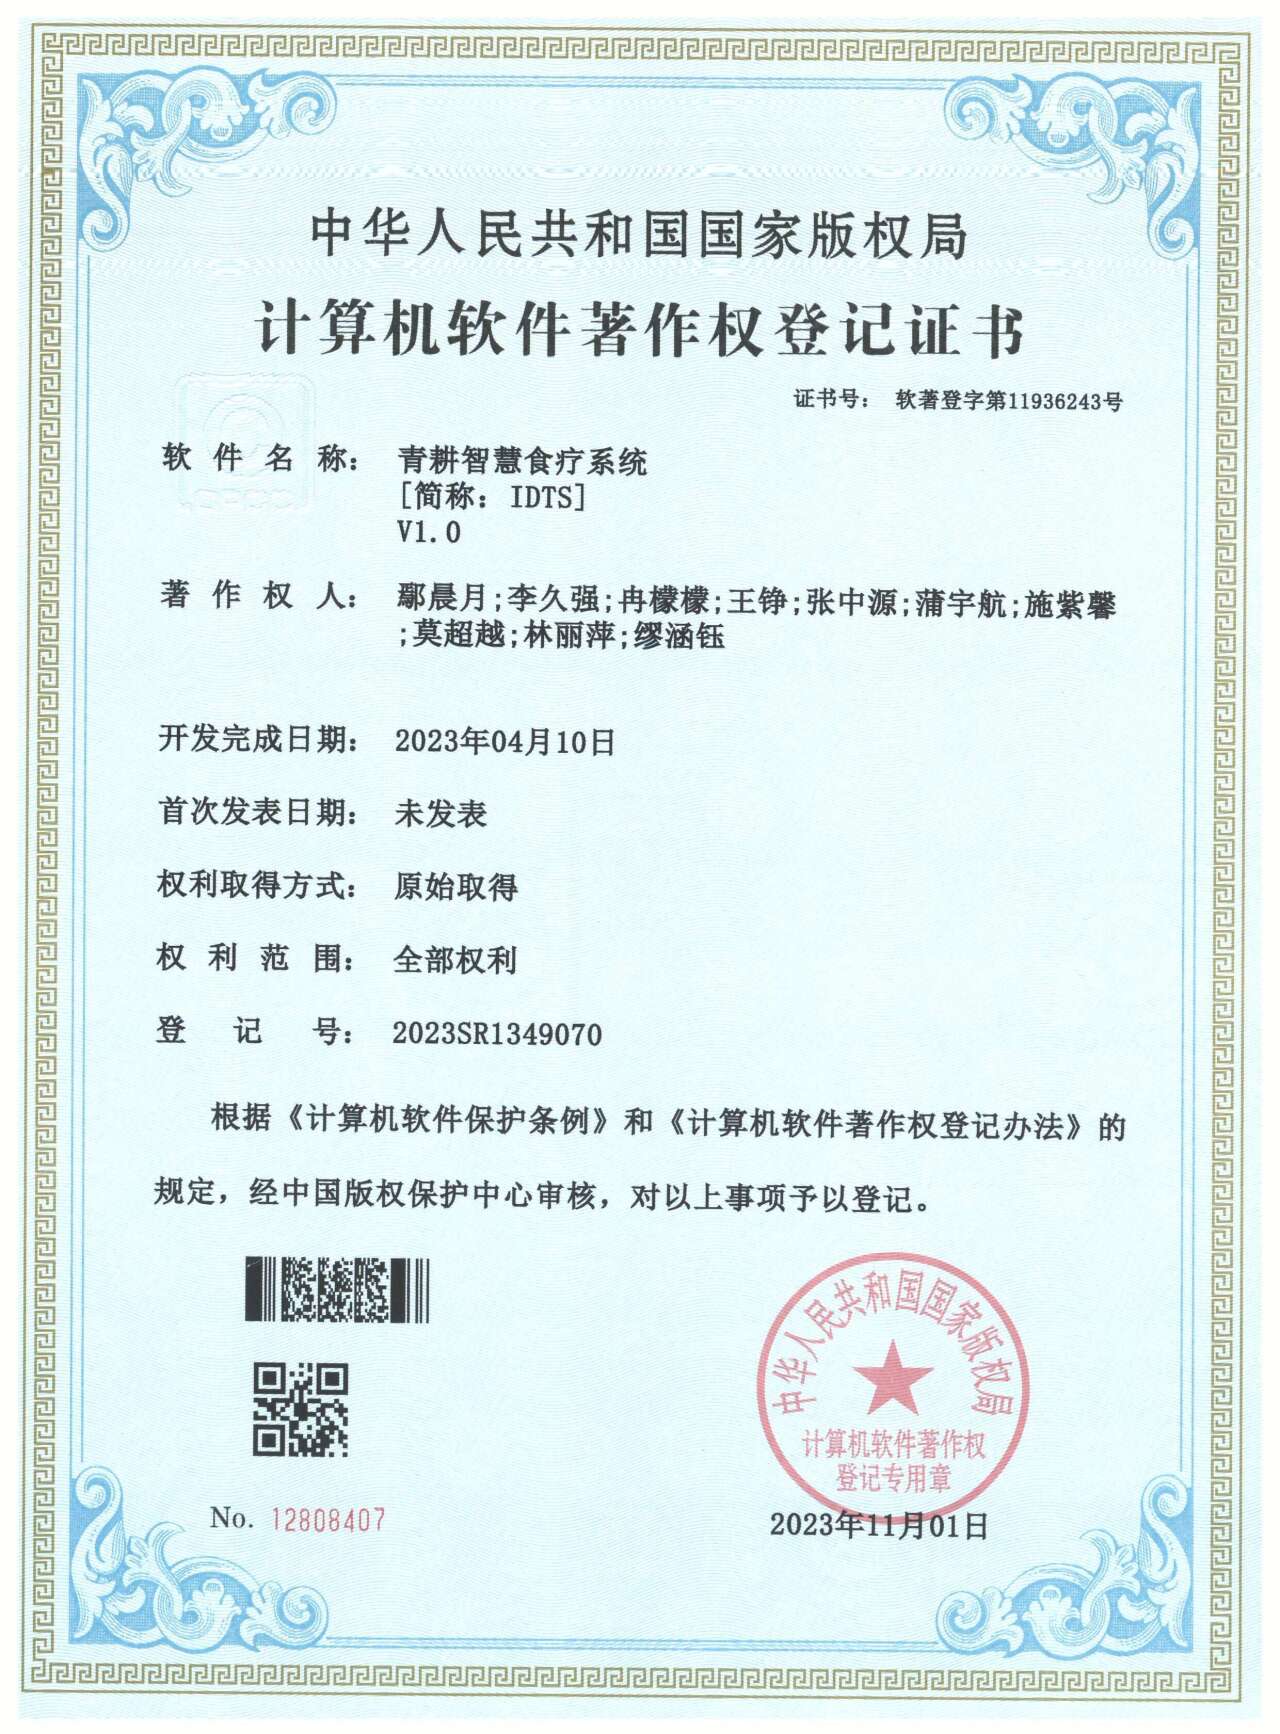 中华人民共和国国家版权局
计算机软件著作权登记证书
证书号： 软著登字第11936243号
软件名称： 青耕智慧食疗系统
[简称：IDTS]
V1.0
著作权人： 鄢晨月;李久强;冉檬檬;王铮;张中源;蒲宇航;施紫馨
;莫超越;林丽萍;缪涵钰
开发完成日期： 2023年04月10日
首次发表日期： 未发表
权利取得方式： 原始取得
权利范围： 全部权利
登记号： 2023SR1349070
根据《计算机软件保护条例》和《计算机软件著作权登记办法》的
规定，经中国版权保护中心审核，对以上事项予以登记。
中华人民共和国国家版权局
计算机软件著作权
登记专用章
No. 12808407
2023年11月01日